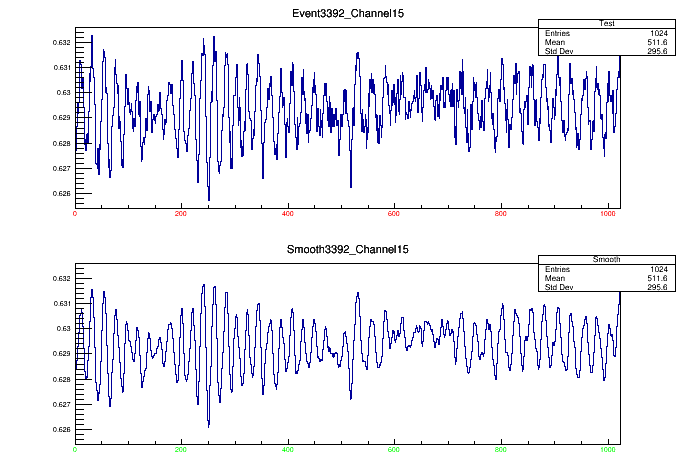 Event3392_Channel15
Test
Entries 1024
Mean 511.6
Std Dev 295.6
0.632
0.631
0.63
0.629
0.628
0.627
0.626
0 200 400 600 800 1000
Smooth3392_Channel15
Smooth
Entries 1024
Mean 511.6
Std Dev 295.6
0.632
0.631
0.63
0.629
0.628
0.627
0.626
0 200 400 600 800 1000